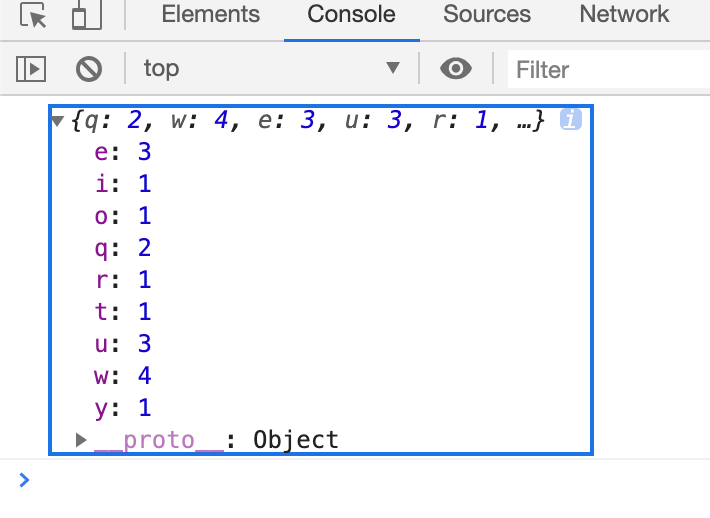 Elements Console Sources Network
top ▼ Filter
▼{q: 2, w: 4, e: 3, u: 3, r: 1, …} i
e: 3
i: 1
o: 1
q: 2
r: 1
t: 1
u: 3
w: 4
y: 1
▶__proto__: Object
>